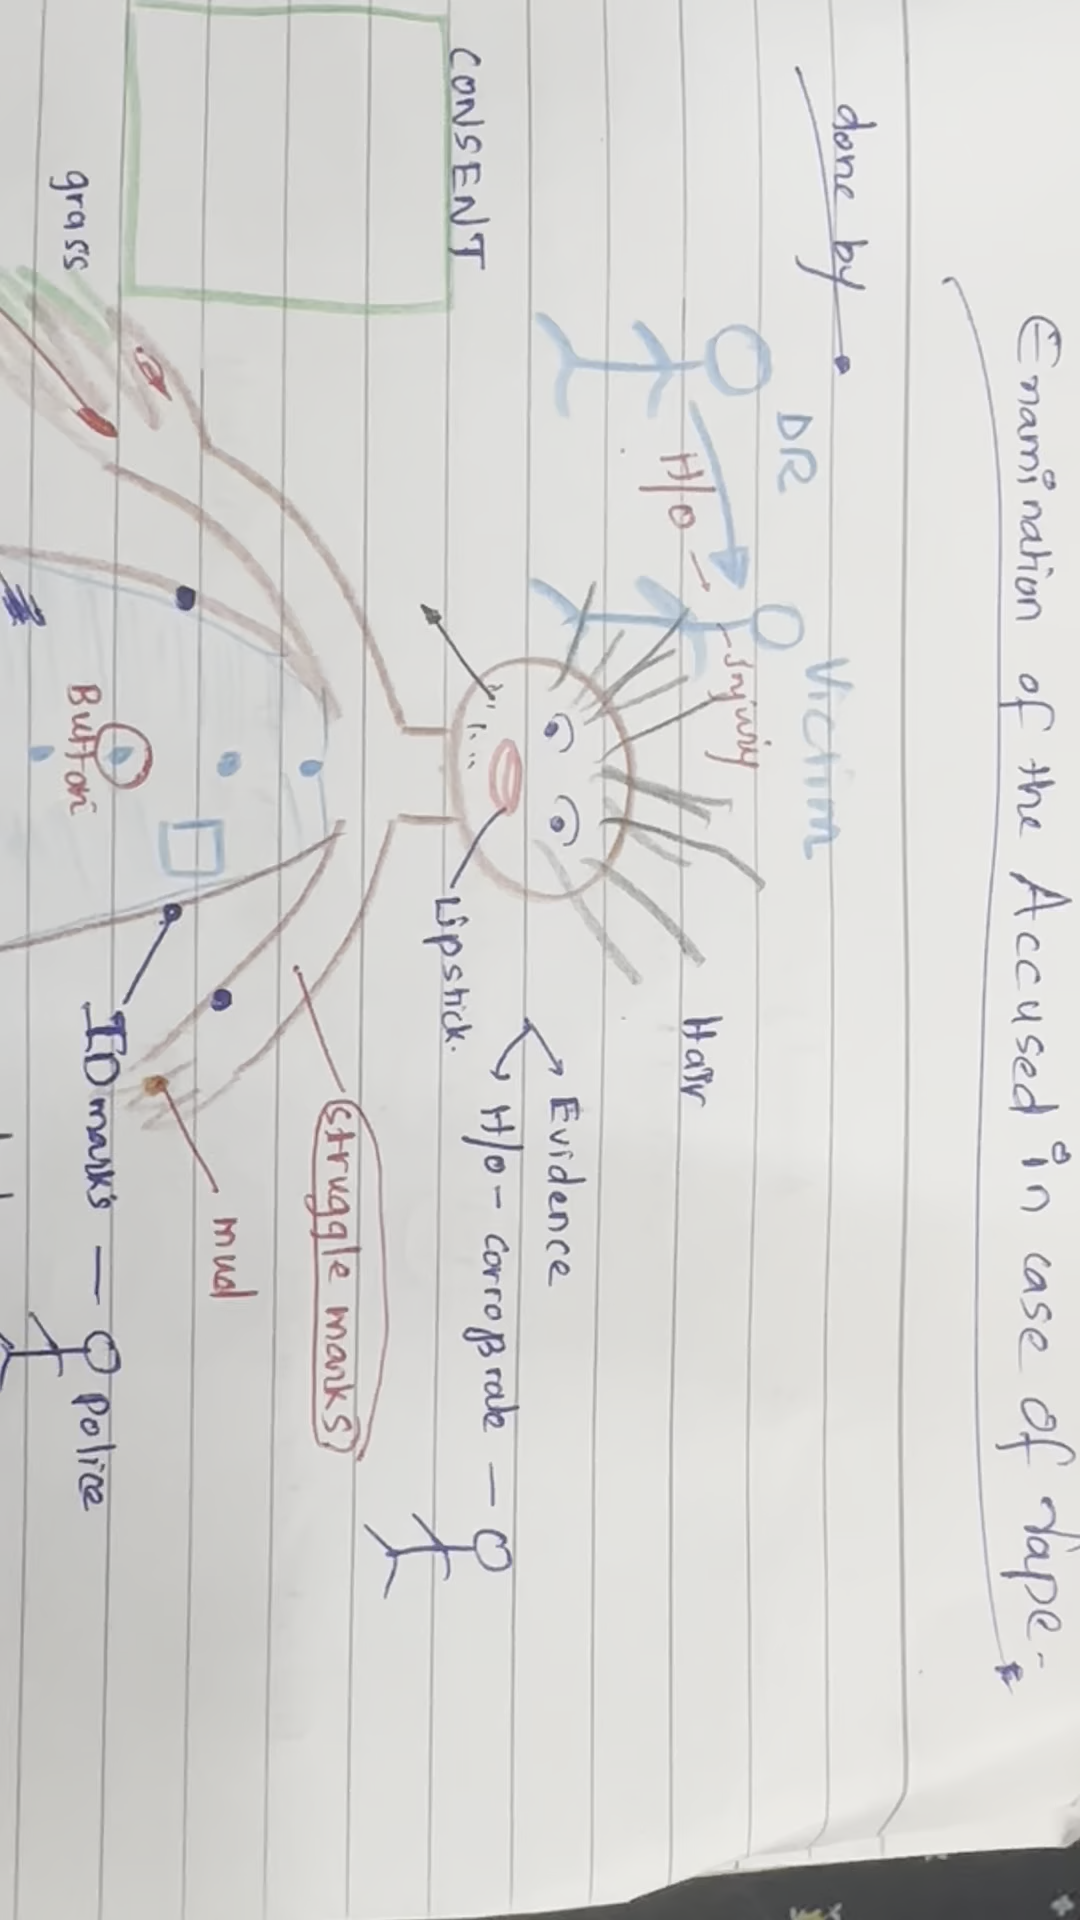 Examination of the Accused in case of rape.
done by
DR
Victim
H/O
Injury
Hair
CONSENT
Evidence
H/O - corroBrate -
Lipstick.
struggle marks
mud
grass
Button
ID marks - Police